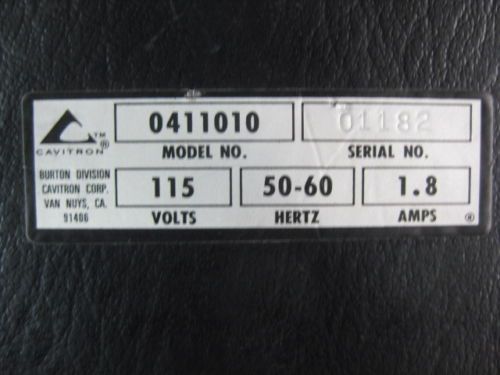 0411010 01182
CAVITRON ™ ®
MODEL NO. SERIAL NO.
BURTON DIVISION
CAVITRON CORP.
VAN NUYS, CA.
91406
115 50-60 1.8
VOLTS HERTZ AMPS ®